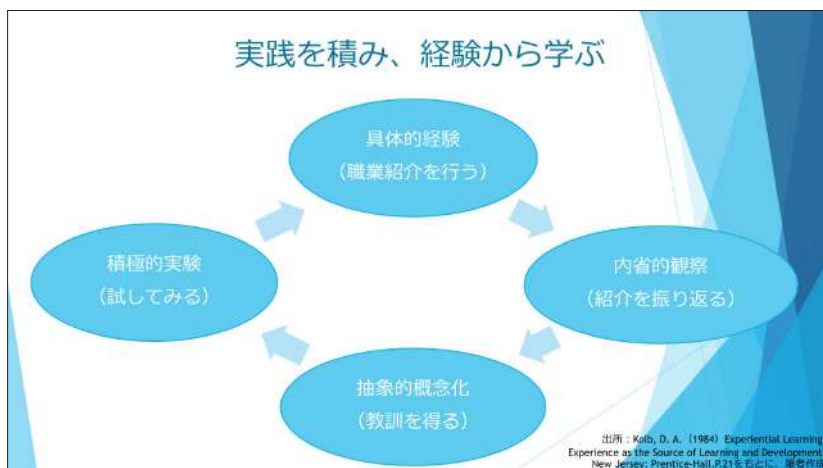 実践を積み、経験から学ぶ
具体的経験
（職業紹介を行う）
内省的観察
（紹介を振り返る）
抽象的概念化
（教訓を得る）
積極的実験
（試してみる）
出所：Kolb, D. A.（1984）Experiential Learning
Experience as the Source of Learning and Development
New Jersey: Prentice-Hall.P.21をもとに、筆者作成